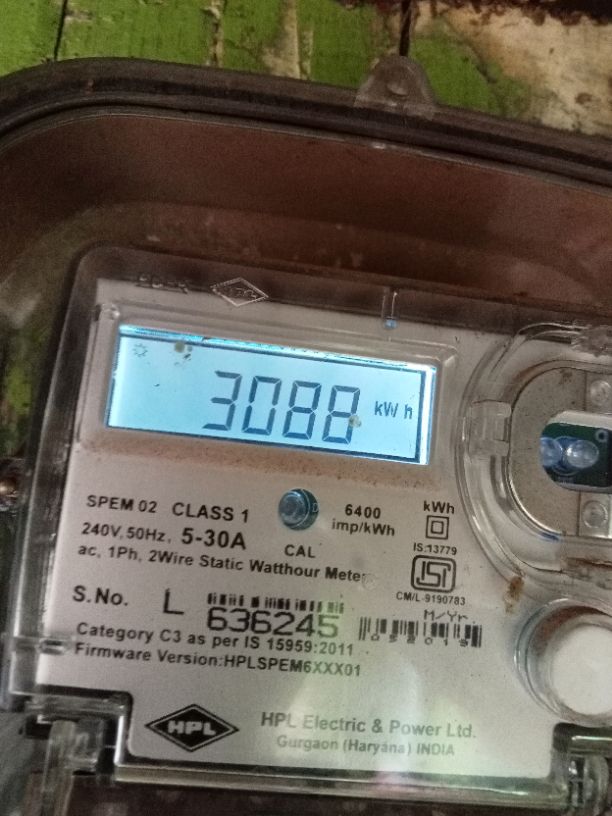 3088 kWh
SPEM 02 CLASS 1
6400
imp/kWh
kWh
240V, 50Hz, 5-30A
CAL
IS:13779
ac, 1Ph, 2Wire Static Watthour Meter
ISI
CM/L-9190783
S.No. L 636245
M/Yr
Category C3 as per IS 15959:2011
Firmware Version:HPLSPEM6XXX01
HPL
HPL Electric & Power Ltd.
Gurgaon (Haryana) INDIA